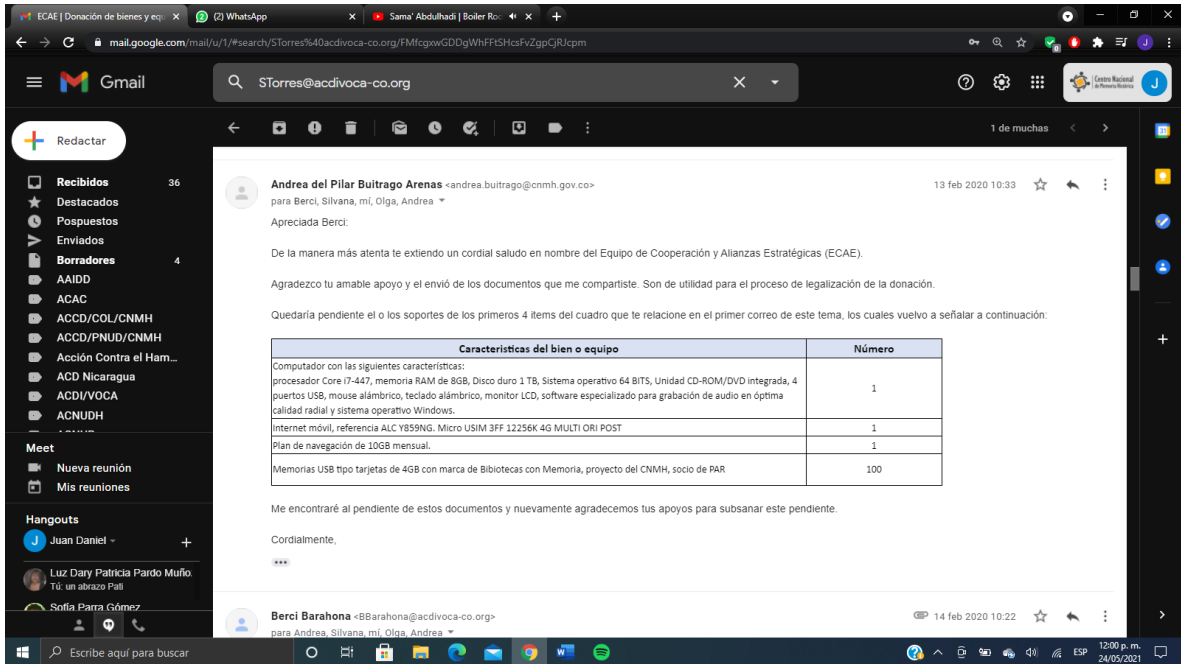 ECAE | Donación de bienes y equ
(2) WhatsApp
Sama' Abdulhadi | Boiler Roo
mail.google.com/mail/u/1/#search/STorres%40acdivoca-co.org/FMfcgxwGDDgWhFFtSHcsFvZgpCjRJcpm
Gmail
STorres@acdivoca-co.org
Centro Nacional
de Memoria Histórica
J
Redactar
1 de muchas
Recibidos 36
Destacados
Pospuestos
Enviados
Borradores 4
AAIDD
ACAC
ACCD/COL/CNMH
ACCD/PNUD/CNMH
Acción Contra el Ham...
ACD Nicaragua
ACDI/VOCA
ACNUDH
Meet
Nueva reunión
Mis reuniones
Hangouts
J Juan Daniel
Luz Dary Patricia Pardo Muño
Tú: un abrazo Pati
Sofía Parra Gómez
Andrea del Pilar Buitrago Arenas <andrea.buitrago@cnmh.gov.co> 13 feb 2020 10:33
para Berci, Silvana, mí, Olga, Andrea
Apreciada Berci:
De la manera más atenta te extiendo un cordial saludo en nombre del Equipo de Cooperación y Alianzas Estratégicas (ECAE).
Agradezco tu amable apoyo y el envió de los documentos que me compartiste. Son de utilidad para el proceso de legalización de la donación.
Quedaría pendiente el o los soportes de los primeros 4 items del cuadro que te relacione en el primer correo de este tema, los cuales vuelvo a señalar a continuación:
Caracteristicas del bien o equipo Número
Computador con las siguientes características:
procesador Core i7-447, memoria RAM de 8GB, Disco duro 1 TB, Sistema operativo 64 BITS, Unidad CD-ROM/DVD integrada, 4
puertos USB, mouse alámbrico, teclado alámbrico, monitor LCD, software especializado para grabación de audio en óptima
calidad radial y sistema operativo Windows.
1
Internet móvil, referencia ALC Y859NG. Micro USIM 3FF 12256K 4G MULTI ORI POST 1
Plan de navegación de 10GB mensual. 1
Memorias USB tipo tarjetas de 4GB con marca de Bibiotecas con Memoria, proyecto del CNMH, socio de PAR 100
Me encontraré al pendiente de estos documentos y nuevamente agradecemos tus apoyos para subsanar este pendiente.
Cordialmente,
Berci Barahona <BBarahona@acdivoca-co.org> 14 feb 2020 10:22
para Andrea, Silvana, mí, Olga, Andrea
Escribe aquí para buscar
ESP
12:00 p. m.
24/05/2021